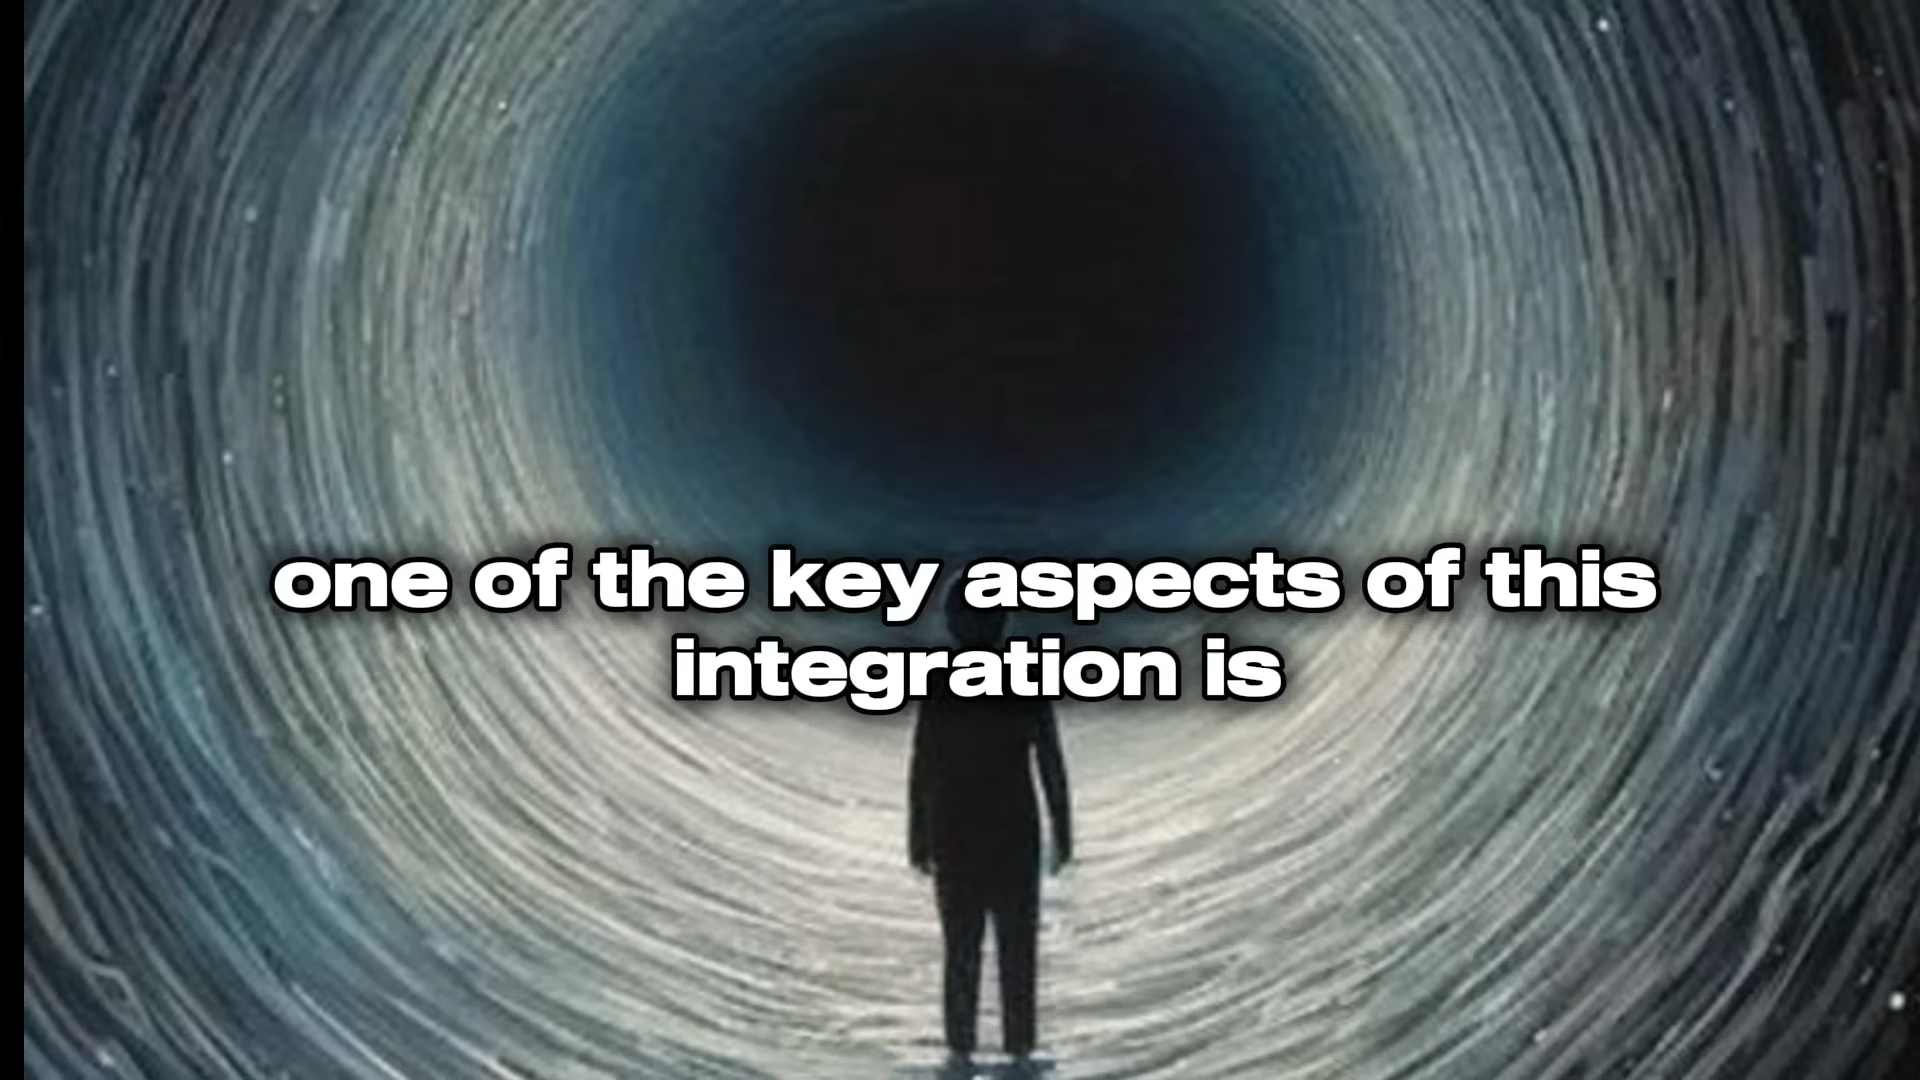 one of the key aspects of this
integration is